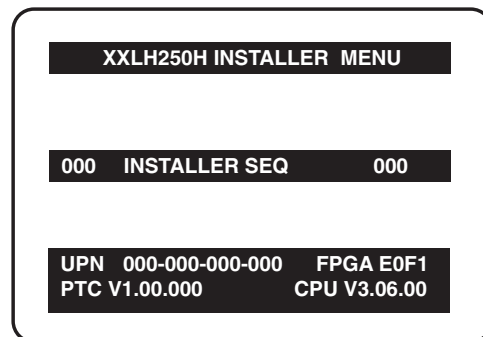 XXLH250H INSTALLER MENU
000 INSTALLER SEQ 000
UPN 000-000-000-000 FPGA E0F1
PTC V1.00.000 CPU V3.06.00